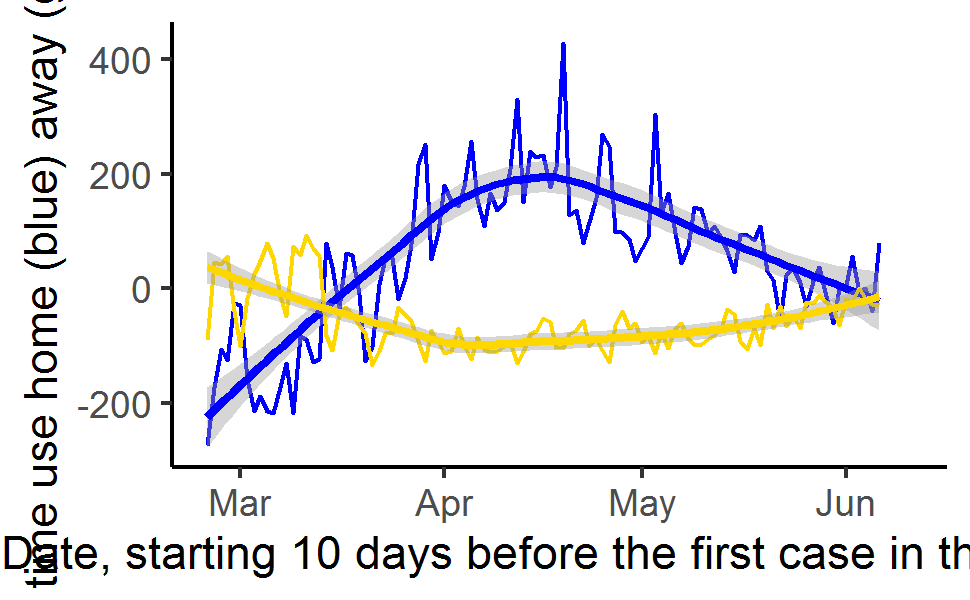 time use home (blue) away (
400
200
0
-200
Mar Apr May Jun
Date, starting 10 days before the first case in th